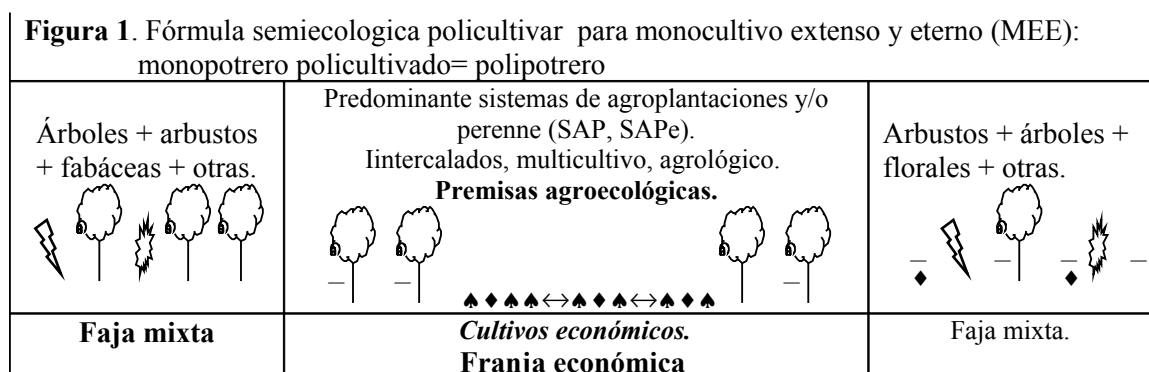 Figura 1. Fórmula semiecologica policultivar para monocultivo extenso y eterno (MEE):
monopotrero policultivado= polipotrero
Árboles + arbustos
+ fabáceas + otras.
Predominante sistemas de agroplantaciones y/o
perenne (SAP, SAPe).
Iintercalados, multicultivo, agrológico.
Premisas agroecológicas.
Arbustos + árboles +
florales + otras.
♠♦♠♠↔♠♦♠↔♠♦♠
Faja mixta
Cultivos económicos.
Franja económica
Faja mixta.